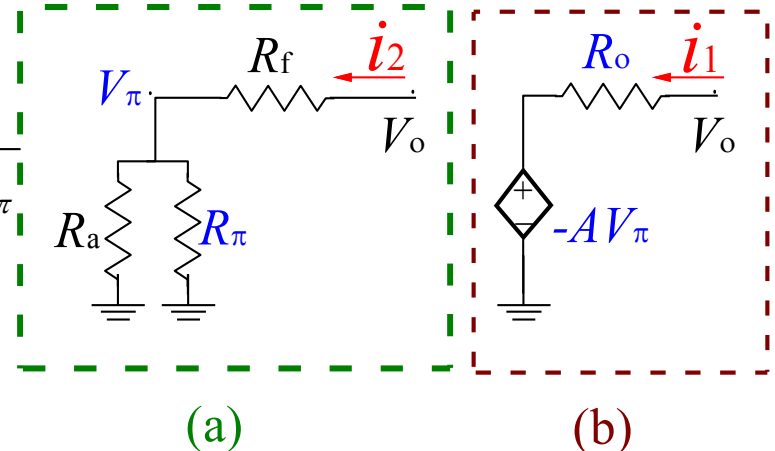 Rf
i2
Vπ
Vo
Ra
Rπ
π
(a)
Ro
i1
Vo
+
−
-AVπ
(b)